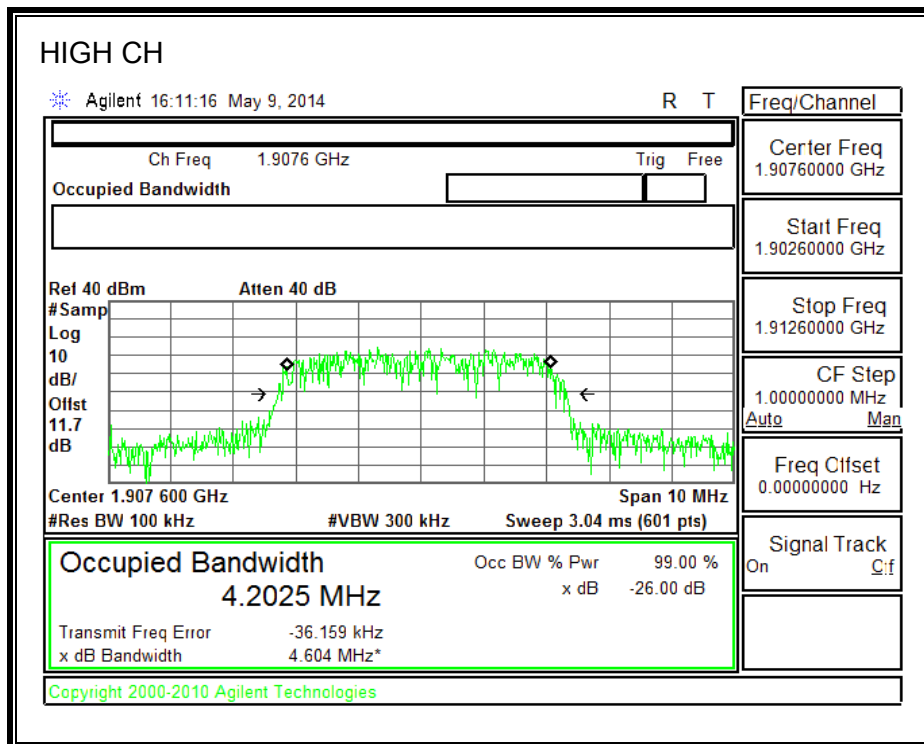 HIGH CH
Agilent 16:11:16 May 9, 2014 R T
Freq/Channel
Ch Freq 1.9076 GHz Trig Free
Occupied Bandwidth
Center Freq
1.90760000 GHz
Start Freq
1.90260000 GHz
Stop Freq
1.91260000 GHz
CF Step
1.00000000 MHz
Auto Man
Freq Offset
0.00000000 Hz
Signal Track
On Off
Ref 40 dBm Atten 40 dB
#Samp
Log
10
dB/
Offst
11.7
dB
Center 1.907 600 GHz Span 10 MHz
#Res BW 100 kHz #VBW 300 kHz Sweep 3.04 ms (601 pts)
Occupied Bandwidth Occ BW % Pwr 99.00 %
4.2025 MHz x dB -26.00 dB
Transmit Freq Error -36.159 kHz
x dB Bandwidth 4.604 MHz*
Copyright 2000-2010 Agilent Technologies